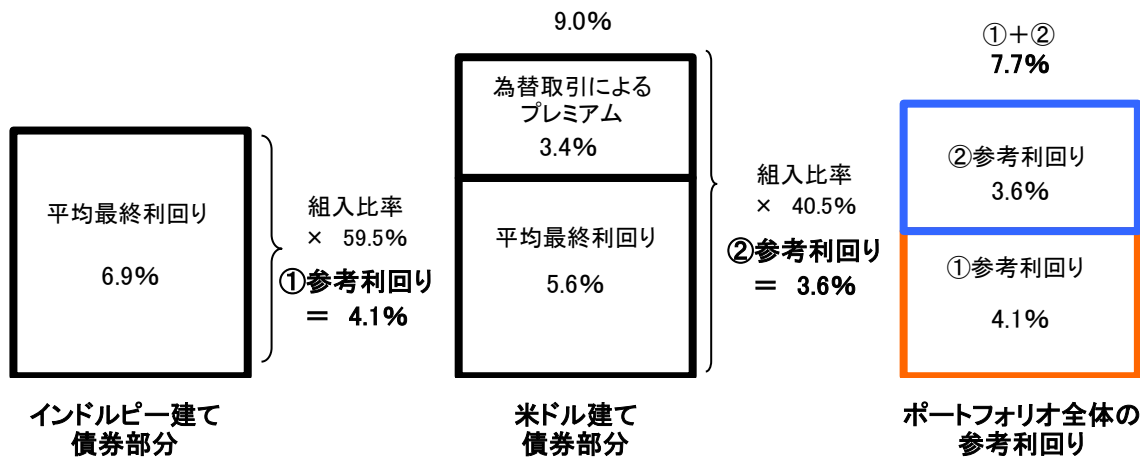 平均最終利回り
6.9%
組入比率
× 59.5%
①参考利回り
= 4.1%
インドルピー建て
債券部分
9.0%
為替取引による
プレミアム
3.4%
平均最終利回り
5.6%
組入比率
× 40.5%
②参考利回り
= 3.6%
米ドル建て
債券部分
①+②
7.7%
②参考利回り
3.6%
①参考利回り
4.1%
ポートフォリオ全体の
参考利回り